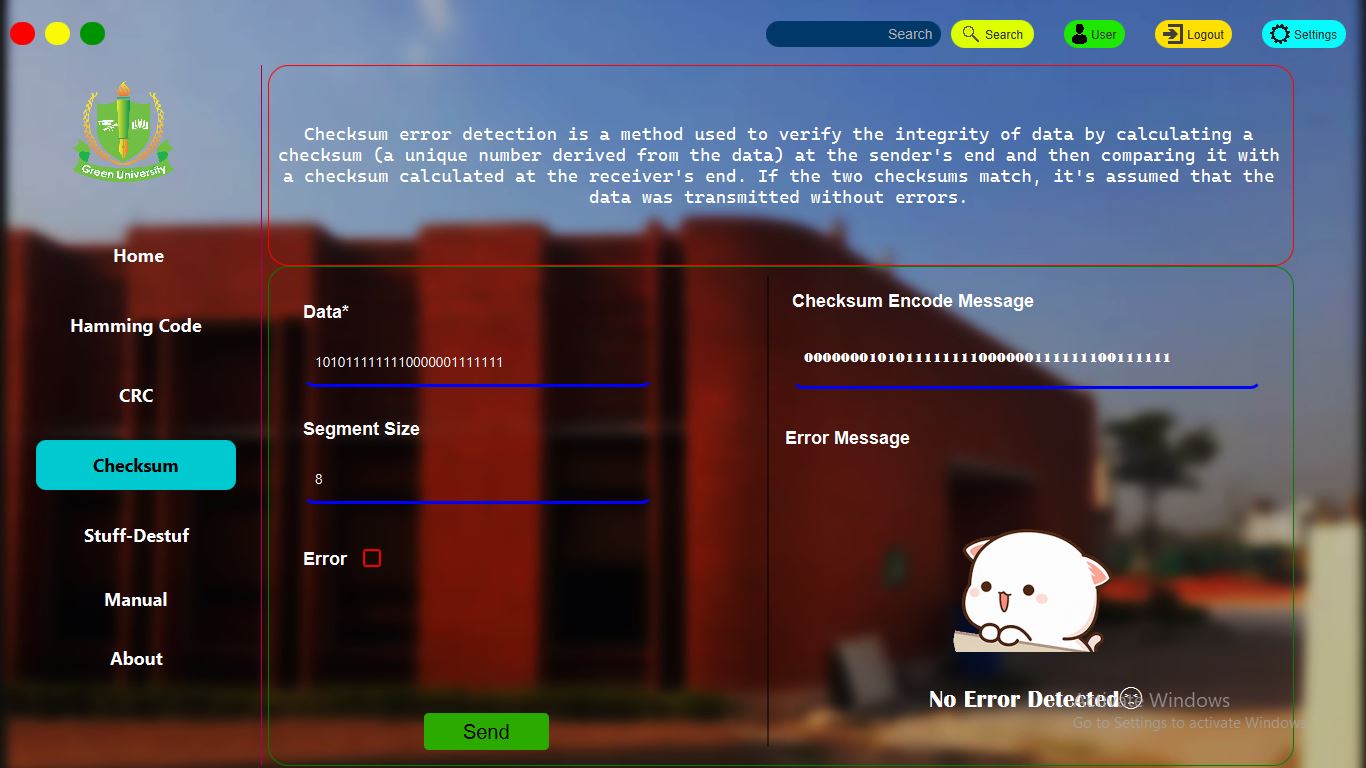 Search
Search
User
Logout
Settings
Green University
Checksum error detection is a method used to verify the integrity of data by calculating a
checksum (a unique number derived from the data) at the sender's end and then comparing it with
a checksum calculated at the receiver's end. If the two checksums match, it's assumed that the
data was transmitted without errors.
Home
Hamming Code
CRC
Checksum
Stuff-Destuf
Manual
About
Data*
1010111111110000001111111
Segment Size
8
Error
Send
Checksum Encode Message
0000000101011111111000000111111100111111
Error Message
No Error Detected
Activate Windows
Go to Settings to activate Windows